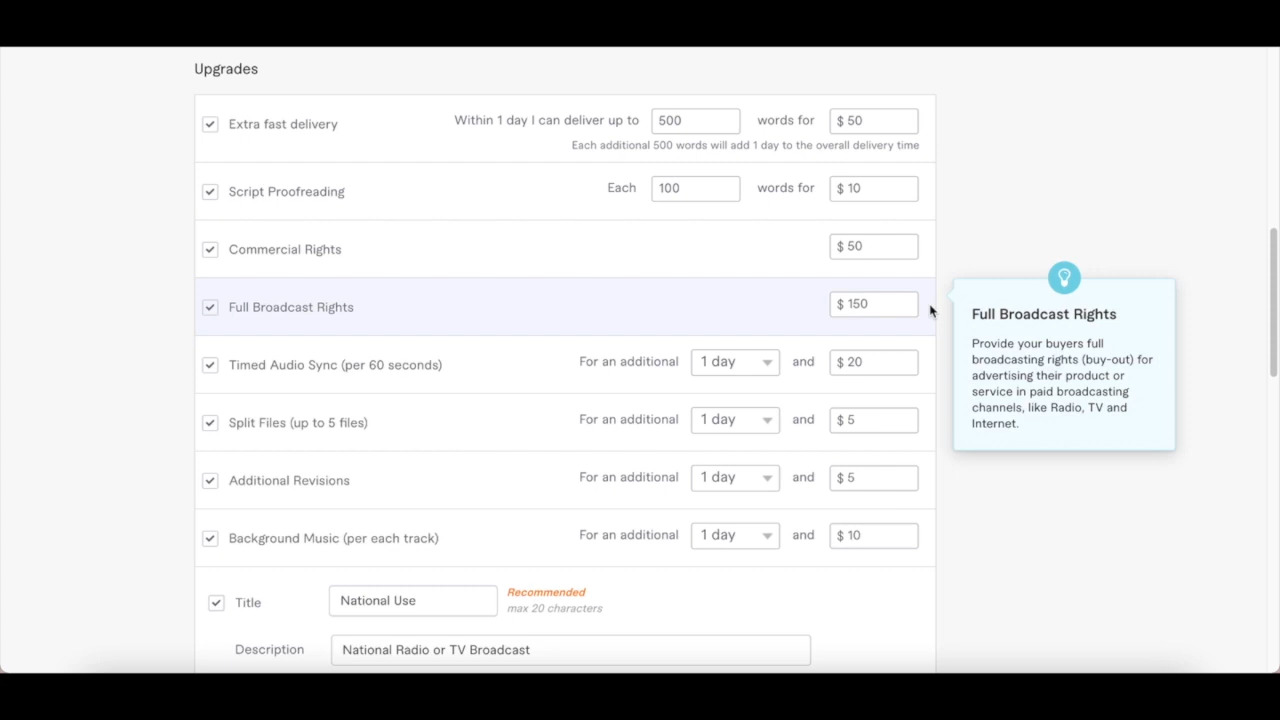 Upgrades
Extra fast delivery
Within 1 day I can deliver up to 500 words for $ 50
Each additional 500 words will add 1 day to the overall delivery time
Script Proofreading
Each 100 words for $ 10
Commercial Rights
$ 50
Full Broadcast Rights
$ 150
Full Broadcast Rights
Provide your buyers full
broadcasting rights (buy-out) for
advertising their product or
service in paid broadcasting
channels, like Radio, TV and
Internet.
Timed Audio Sync (per 60 seconds)
For an additional 1 day and $ 20
Split Files (up to 5 files)
For an additional 1 day and $ 5
Additional Revisions
For an additional 1 day and $ 5
Background Music (per each track)
For an additional 1 day and $ 10
Title
National Use
Recommended
max 20 characters
Description
National Radio or TV Broadcast